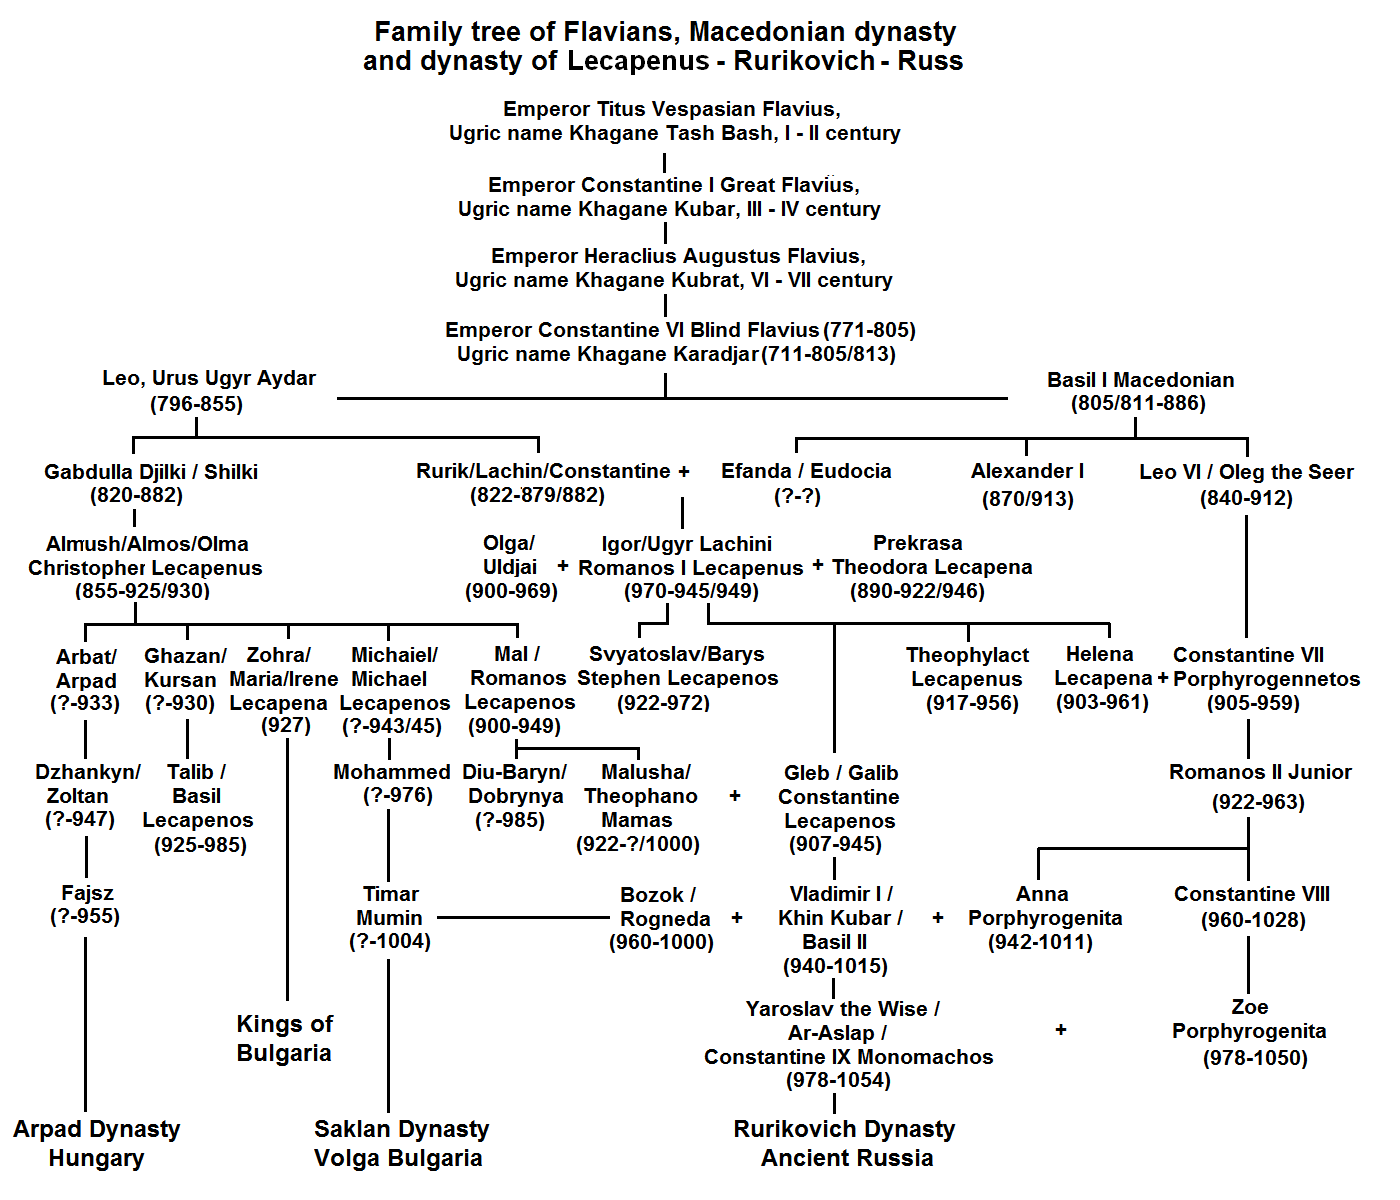 Family tree of Flavians, Macedonian dynasty
and dynasty of Lecapenus - Rurikovich - Russ
Emperor Titus Vespasian Flavius,
Ugric name Khagane Tash Bash, I - II century
Emperor Constantine I Great Flavius,
Ugric name Khagane Kubar, III - IV century
Emperor Heraclius Augustus Flavius,
Ugric name Khagane Kubrat, VI - VII century
Emperor Constantine VI Blind Flavius (771-805)
Ugric name Khagane Karadjar (711-805/813)
Leo, Urus Ugyr Aydar
(796-855)
Basil I Macedonian
(805/811-886)
Gabdulla Djilki / Shilki
(820-882)
Rurik/Lachin/Constantine +
(822-879/882)
Efanda / Eudocia
(?-?)
Alexander I
(870/913)
Leo VI / Oleg the Seer
(840-912)
Almush/Almos/Olma
Christopher Lecapenus
(855-925/930)
Olga/
Uldjai
(900-969)
+
Igor/Ugyr Lachini
Romanos I Lecapenus
(970-945/949)
+
Prekrasa
Theodora Lecapena
(890-922/946)
Arbat/
Arpad
(?-933)
Ghazan/
Kursan
(?-930)
Zohra/
Maria/Irene
Lecapena
(927)
Michaiel/
Michael
Lecapenos
(?-943/45)
Mal /
Romanos
Lecapenos
(900-949)
Svyatoslav/Barys
Stephen Lecapenos
(922-972)
Theophylact
Lecapenus
(917-956)
Helena
Lecapena
(903-961)
+
Constantine VII
Porphyrogennetos
(905-959)
Dzhankyn/
Zoltan
(?-947)
Talib /
Basil
Lecapenos
(925-985)
Mohammed
(?-976)
Diu-Baryn/
Dobrynya
(?-985)
Malusha/
Theophano
Mamas
(922-?/1000)
+
Gleb / Galib
Constantine
Lecapenos
(907-945)
Romanos II Junior
(922-963)
Fajsz
(?-955)
Timar
Mumin
(?-1004)
Bozok /
Rogneda
(960-1000)
+
Vladimir I /
Khin Kubar /
Basil II
(940-1015)
+
Anna
Porphyrogenita
(942-1011)
Constantine VIII
(960-1028)
Kings of
Bulgaria
Yaroslav the Wise /
Ar-Aslap /
Constantine IX Monomachos
(978-1054)
+
Zoe
Porphyrogenita
(978-1050)
Arpad Dynasty
Hungary
Saklan Dynasty
Volga Bulgaria
Rurikovich Dynasty
Ancient Russia